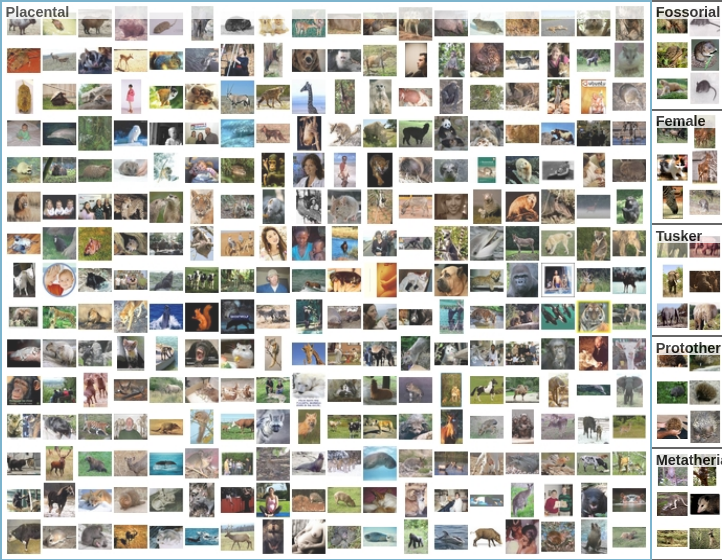 Placental
Fossorial
Female
Tusker
Protother
Metatheria